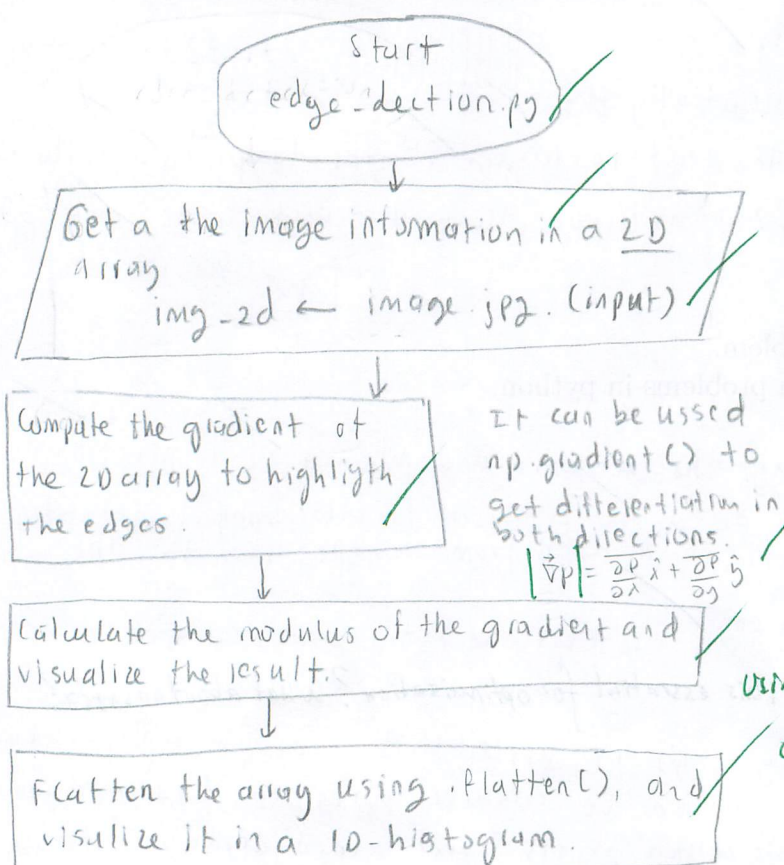 Start
edge_dection.py
Get a the image information in a 2D
array
img_2d ← image.jpg. (input)
Compute the gradient of
the 2D array to highligth
the edges.
It can be ussed
np.gradient() to
get differentiation in
both directions.
|∇⃗p| = ∂p/∂x î + ∂p/∂y ŷ
Calculate the modulus of the gradient and
visualize the result.
Flatten the array using .flatten(), and
visulize it in a 1D-histogram